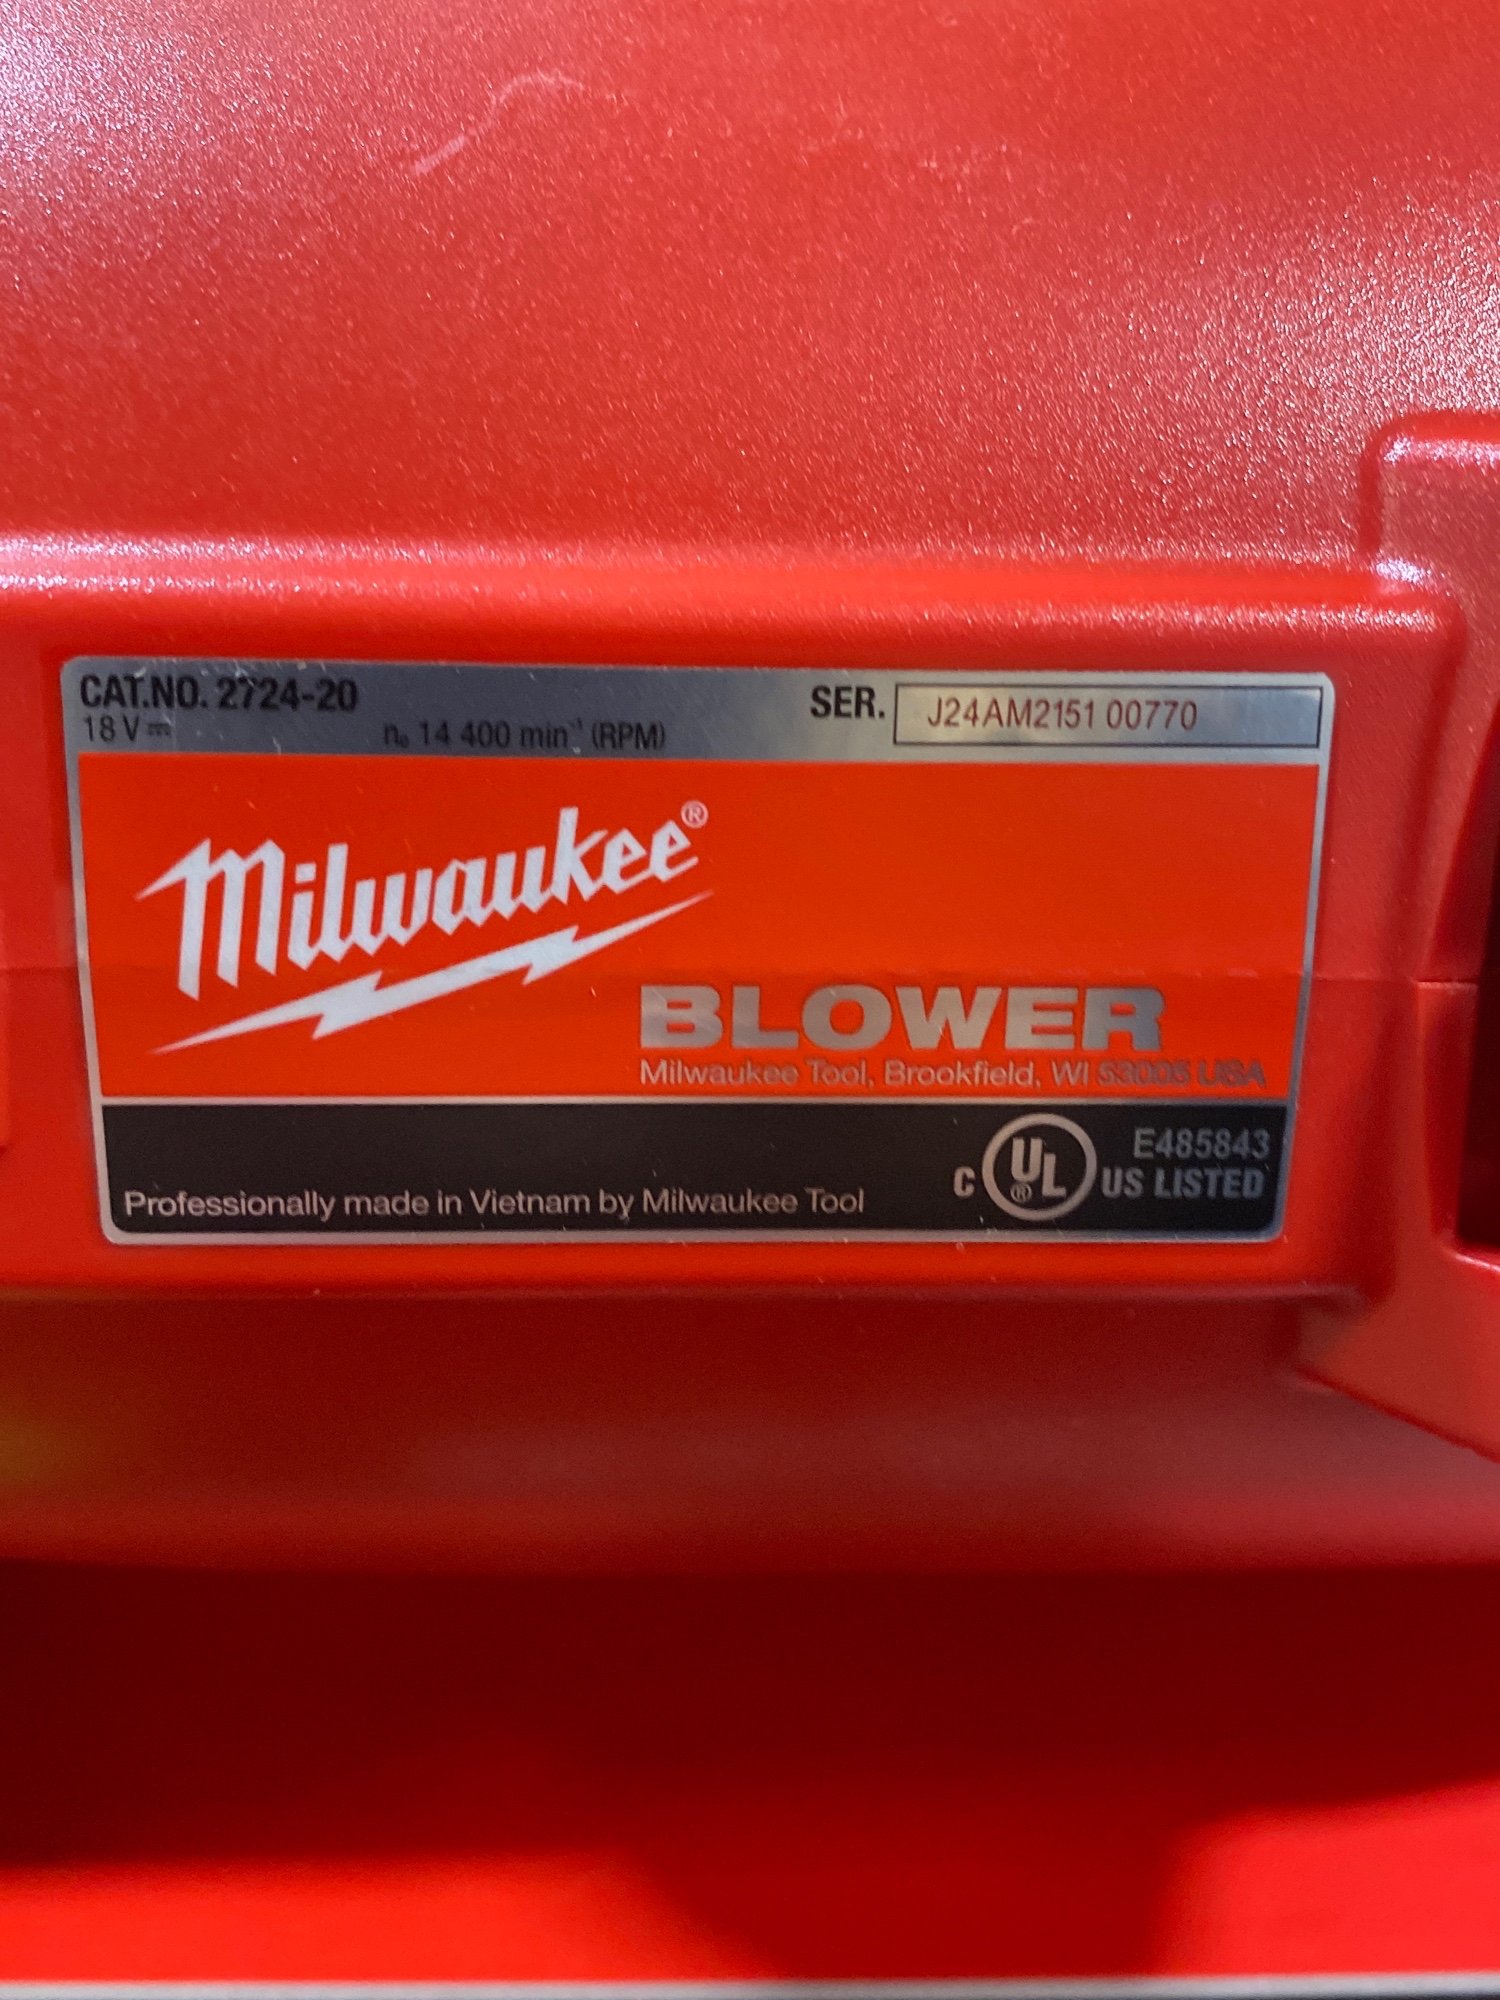 CAT.NO. 2724-20
18 V ⎓ n₀ 14 400 min⁻¹ (RPM)
SER. J24AM2151 00770
Milwaukee®
BLOWER
Milwaukee Tool, Brookfield, WI 53005 USA
Professionally made in Vietnam by Milwaukee Tool
C UL® US LISTED
E485843